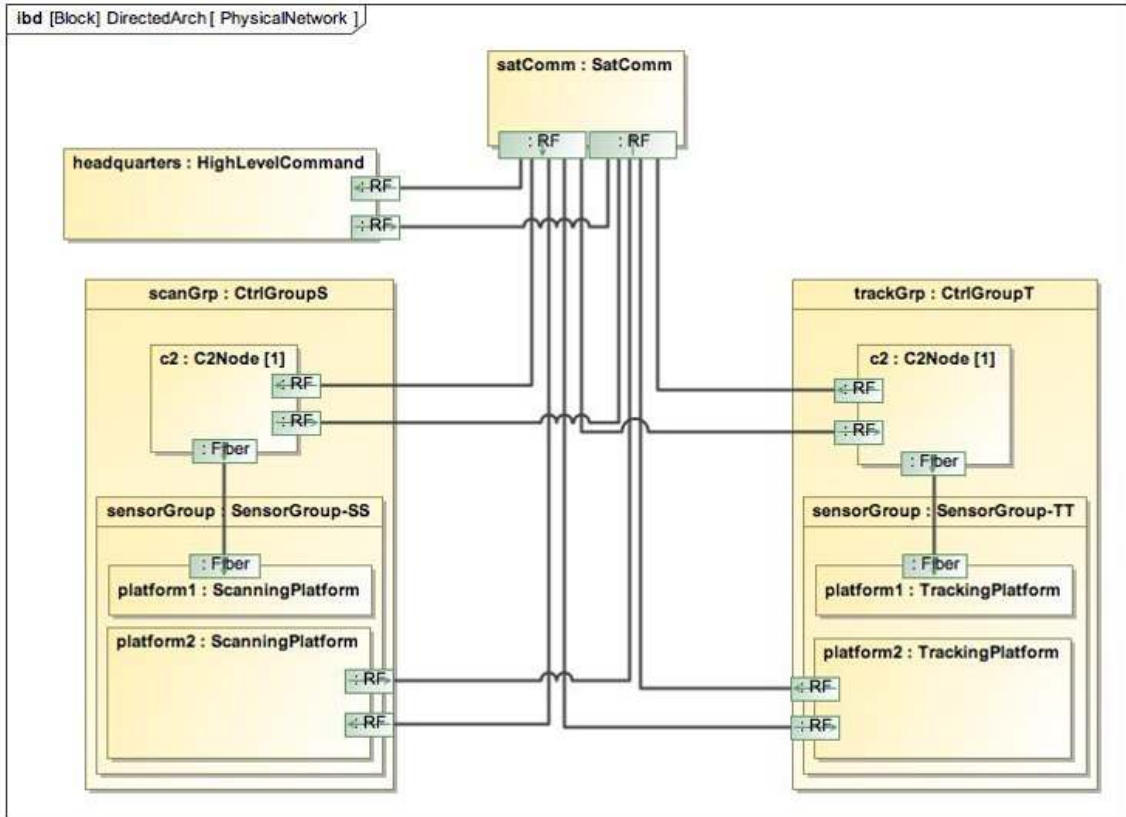 ibd [Block] DirectedArch [ PhysicalNetwork ]
satComm : SatComm
: RF
: RF
headquarters : HighLevelCommand
: RF
: RF
scanGrp : CtrlGroupS
trackGrp : CtrlGroupT
c2 : C2Node [1]
c2 : C2Node [1]
: RF
: RF
: RF
: RF
: Fiber
: Fiber
sensorGroup : SensorGroup-SS
sensorGroup : SensorGroup-TT
: Fiber
: Fiber
platform1 : ScanningPlatform
platform1 : TrackingPlatform
platform2 : ScanningPlatform
platform2 : TrackingPlatform
: RF
: RF
: RF
: RF